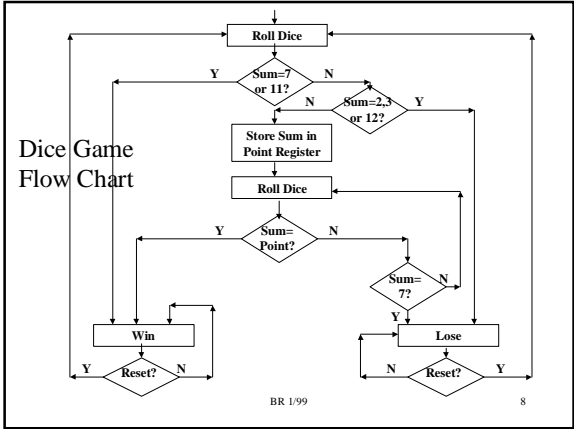 Roll Dice
Y
Sum=7
or 11?
N
N
Sum=2,3
or 12?
Y
Store Sum in
Point Register
Dice Game
Flow Chart
Roll Dice
Y
Sum=
Point?
N
Sum=
7?
N
Y
Win
Lose
Y
Reset?
N
N
Reset?
Y
BR 1/99
8